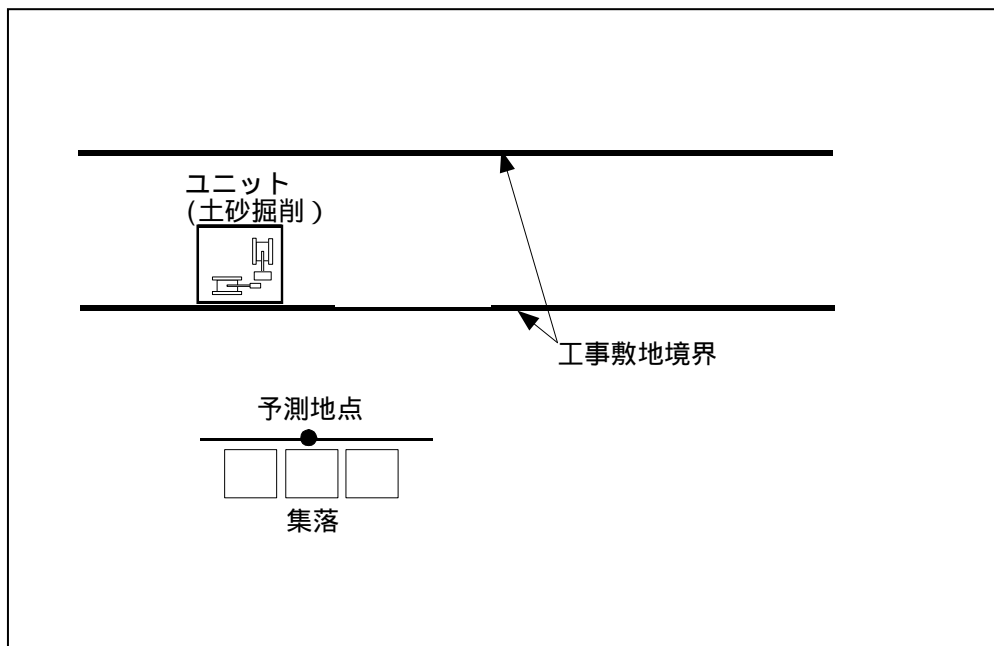 ユニット
(土砂掘削)
工事敷地境界
予測地点
集落